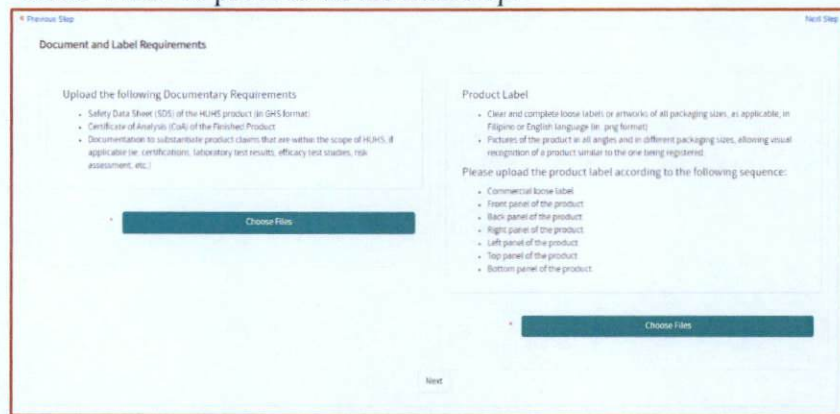 Previous Step
Next Step
Document and Label Requirements
Upload the following Documentary Requirements
• Safety Data Sheet (SDS) of the HUHS product (in GHS format)
• Certificate of Analysis (CoA) of the Finished Product
• Documentation to substantiate product claims that are within the scope of HUHS, if
applicable (ie. certifications, laboratory test results, efficacy test studies, risk
assessment, etc.)
* Choose Files
Product Label
• Clear and complete loose labels or artworks of all packaging sizes, as applicable, in
Filipino or English language (in .png format)
• Pictures of the product in all angles and in different packaging sizes, allowing visual
recognition of a product similar to the one being registered
Please upload the product label according to the following sequence:
• Commercial loose label
• Front panel of the product
• Back panel of the product
• Right panel of the product
• Left panel of the product
• Top panel of the product
• Bottom panel of the product
* Choose Files
Next